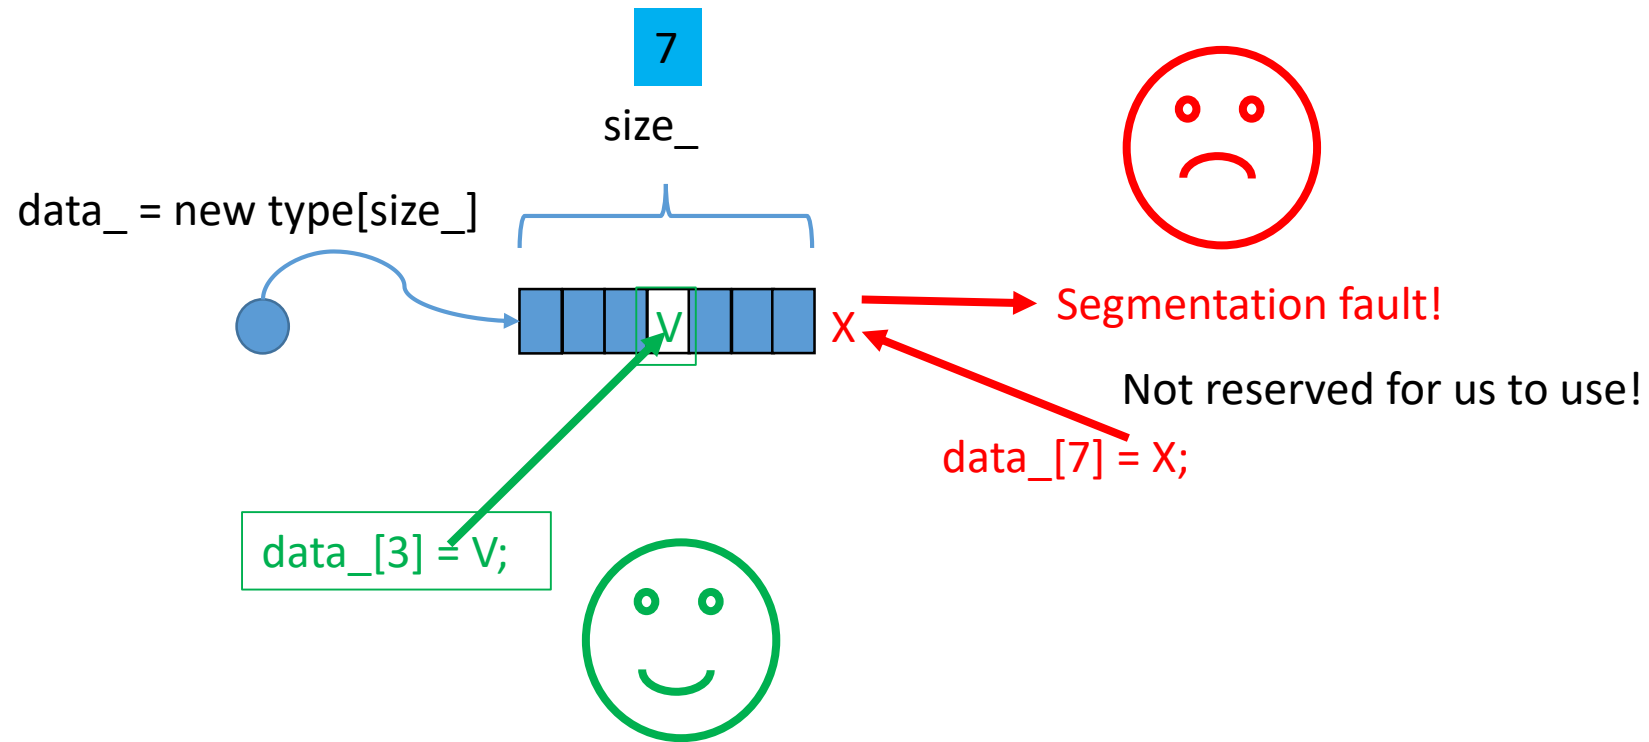 7
size_
data_ = new type[size_]
V
X
Segmentation fault!
Not reserved for us to use!
data_[7] = X;
data_[3] = V;